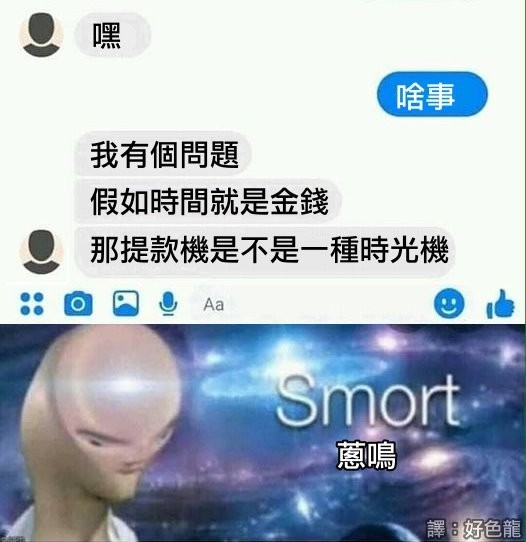 嘿
啥事
我有個問題
假如時間就是金錢
那提款機是不是一種時光機
Aa
Smort
蔥鳴
譯：好色龍